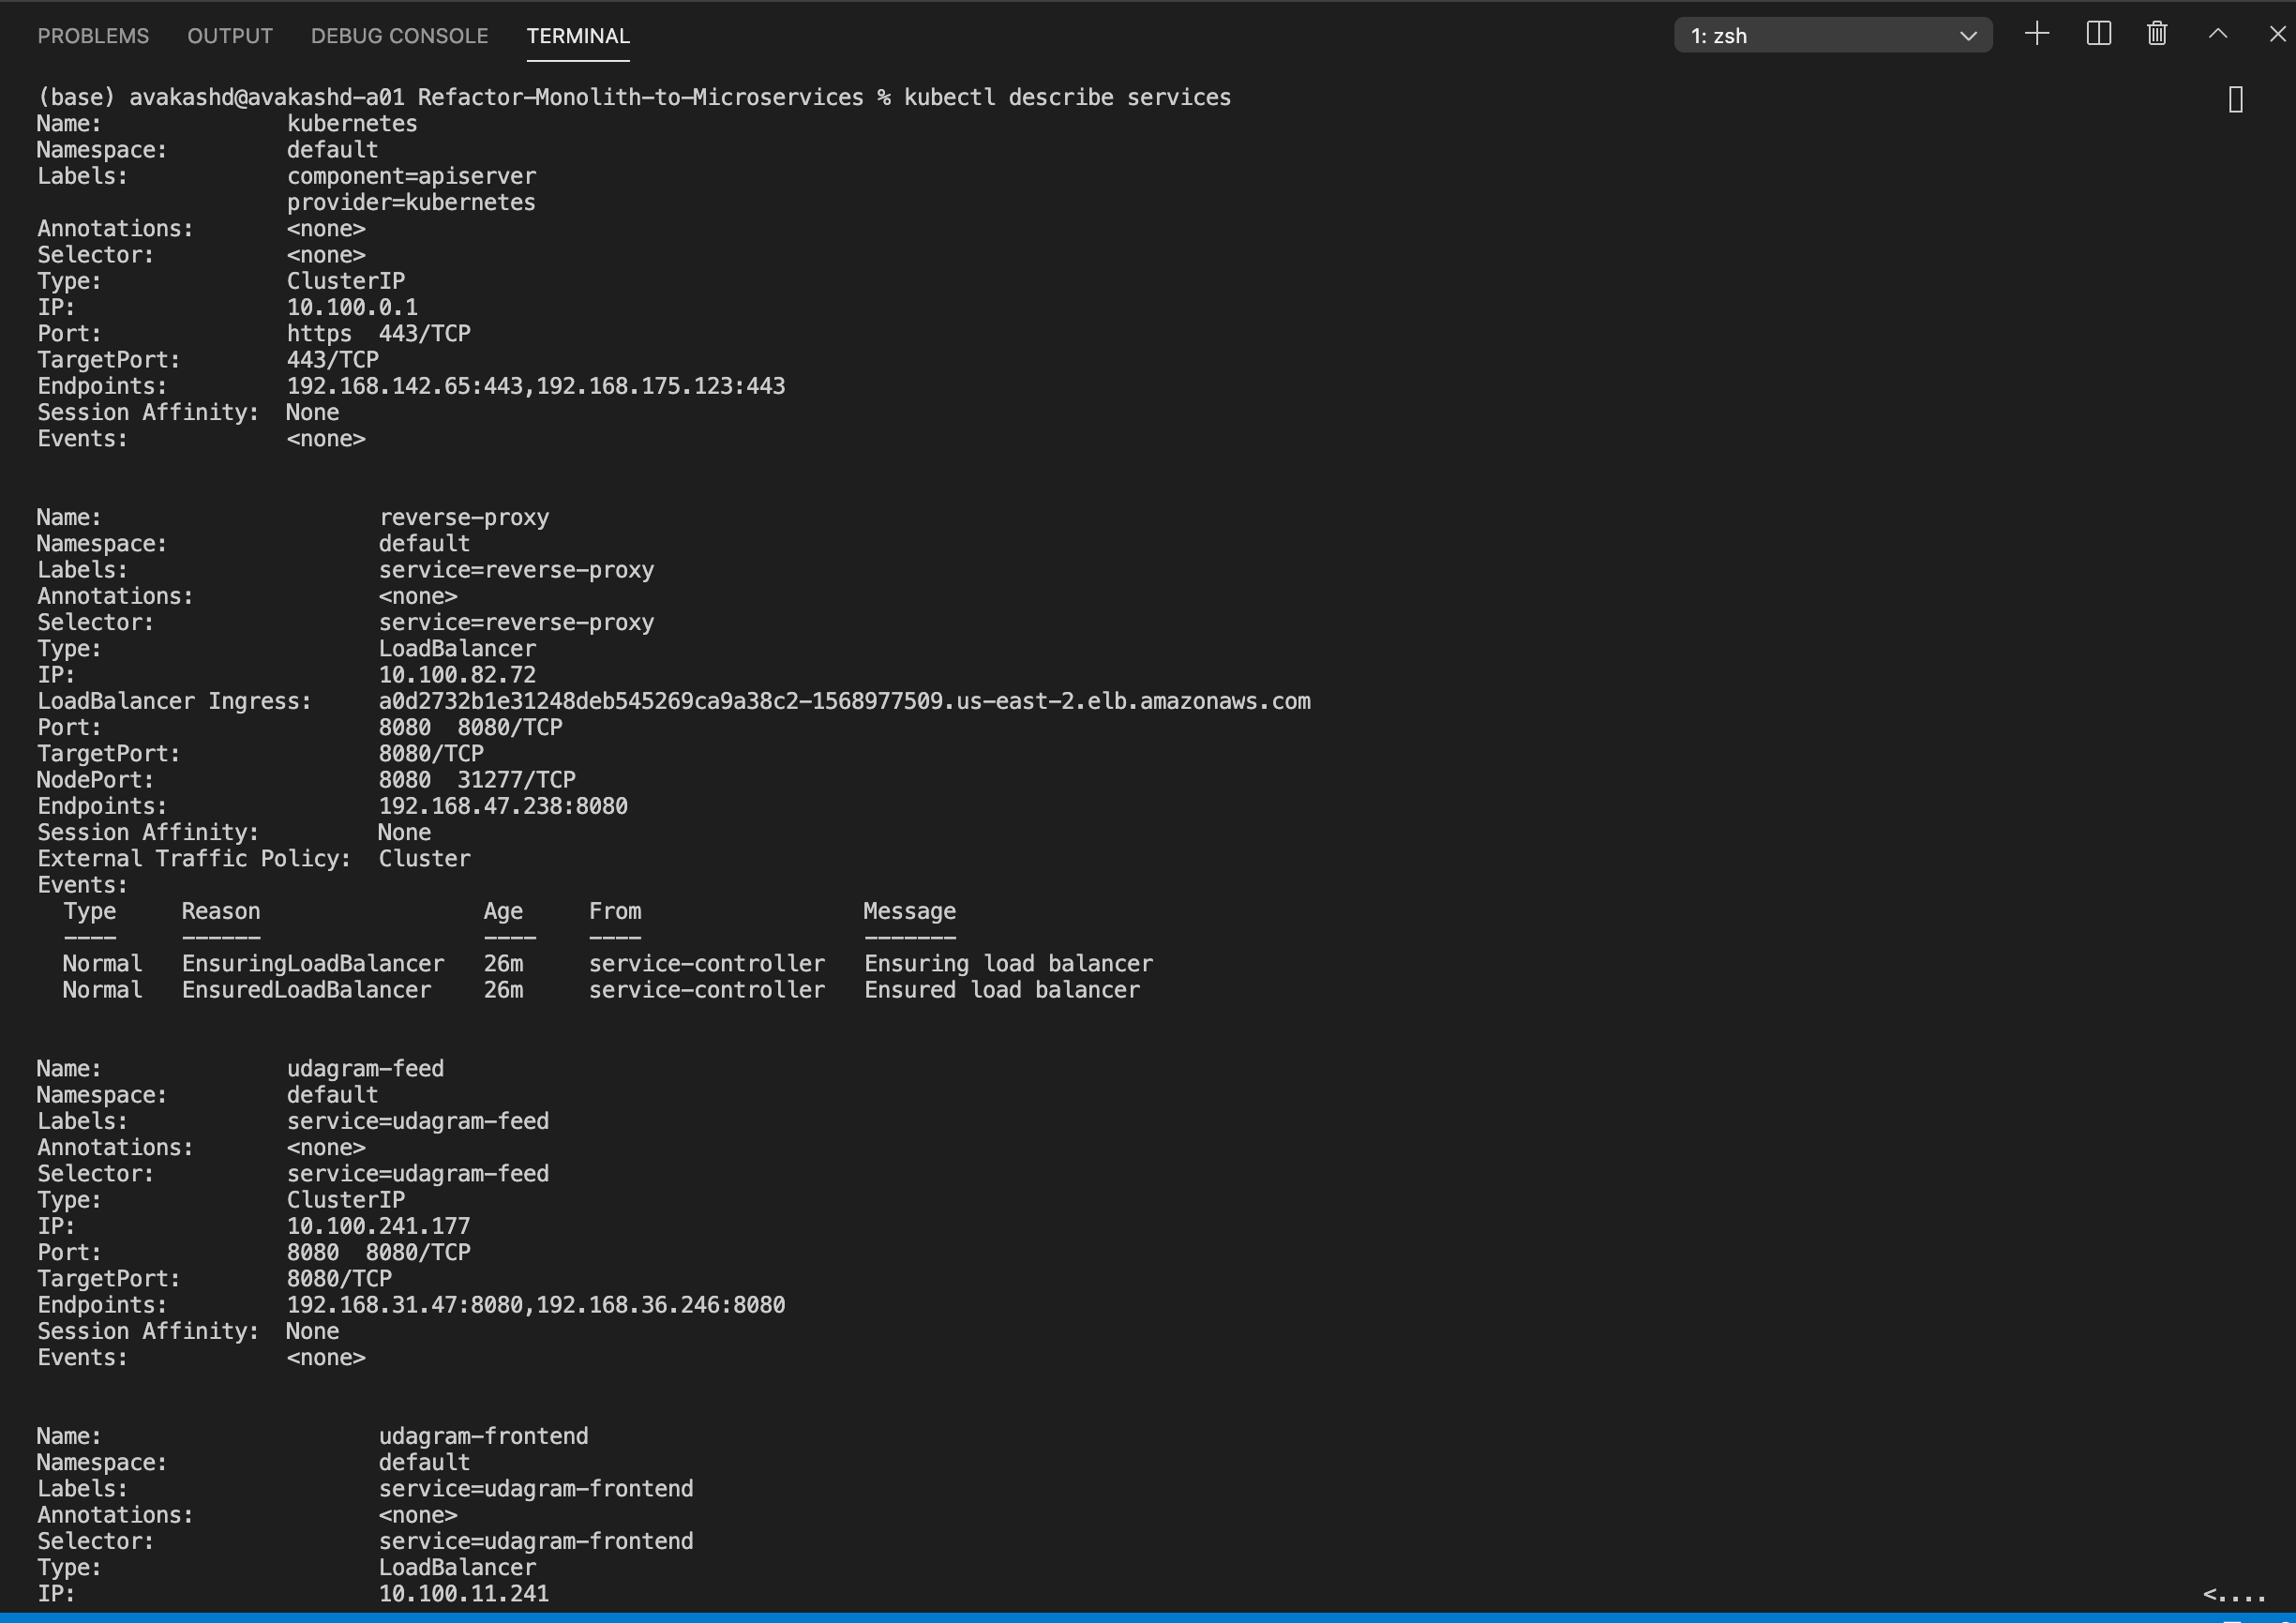 PROBLEMS OUTPUT DEBUG CONSOLE TERMINAL 1: zsh
(base) avakashd@avakashd-a01 Refactor-Monolith-to-Microservices % kubectl describe services
Name: kubernetes
Namespace: default
Labels: component=apiserver
provider=kubernetes
Annotations: <none>
Selector: <none>
Type: ClusterIP
IP: 10.100.0.1
Port: https 443/TCP
TargetPort: 443/TCP
Endpoints: 192.168.142.65:443,192.168.175.123:443
Session Affinity: None
Events: <none>
Name: reverse-proxy
Namespace: default
Labels: service=reverse-proxy
Annotations: <none>
Selector: service=reverse-proxy
Type: LoadBalancer
IP: 10.100.82.72
LoadBalancer Ingress: a0d2732b1e31248deb545269ca9a38c2-1568977509.us-east-2.elb.amazonaws.com
Port: 8080 8080/TCP
TargetPort: 8080/TCP
NodePort: 8080 31277/TCP
Endpoints: 192.168.47.238:8080
Session Affinity: None
External Traffic Policy: Cluster
Events:
Type Reason Age From Message
---- ------ ---- ---- -------
Normal EnsuringLoadBalancer 26m service-controller Ensuring load balancer
Normal EnsuredLoadBalancer 26m service-controller Ensured load balancer
Name: udagram-feed
Namespace: default
Labels: service=udagram-feed
Annotations: <none>
Selector: service=udagram-feed
Type: ClusterIP
IP: 10.100.241.177
Port: 8080 8080/TCP
TargetPort: 8080/TCP
Endpoints: 192.168.31.47:8080,192.168.36.246:8080
Session Affinity: None
Events: <none>
Name: udagram-frontend
Namespace: default
Labels: service=udagram-frontend
Annotations: <none>
Selector: service=udagram-frontend
Type: LoadBalancer
IP: 10.100.11.241 <....